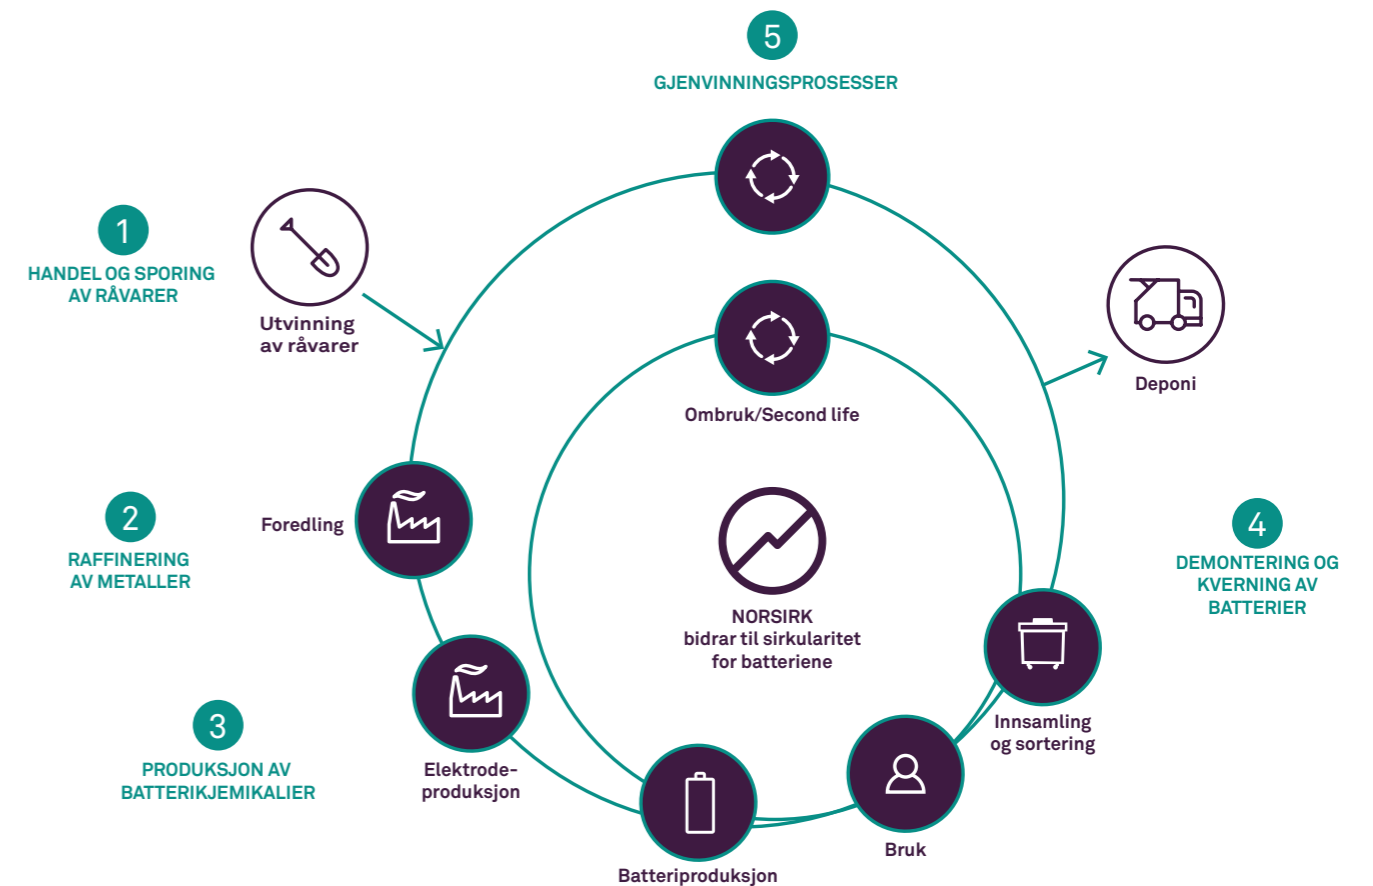 5
GJENVINNINGSPROSESSER
1
HANDEL OG SPORING
AV RÅVARER
Utvinning
av råvarer
Deponi
Ombruk/Second life
2
RAFFINERING
AV METALLER
Foredling
4
DEMONTERING OG
KVERNING AV
BATTERIER
NORSIRK
bidrar til sirkularitet
for batteriene
3
PRODUKSJON AV
BATTERIKJEMIKALIER
Elektrode-
produksjon
Innsamling
og sortering
Bruk
Batteriproduksjon